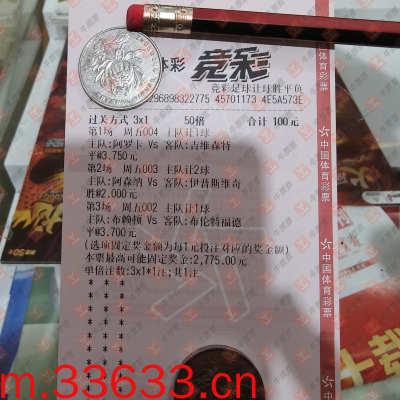 体彩 竞彩
竞彩足球让球胜平负
296898322775 45701173 4E5A573E
过关方式 3x1 50倍 合计 100元
第1场 周五004 主队让1球
主队:阿罗卡 Vs 客队:吉维森特
平@3.750元
第2场 周五003 主队让2球
主队:阿森纳 Vs 客队:伊普斯维奇
胜@2.000元
第3场 周五002 主队让1球
主队:布赖顿 Vs 客队:布伦特福德
平@3.700元
(选项固定奖金额为每1元投注对应的奖金额)
本票最高可能固定奖金:2,775.00元
单倍注数:3x1*1注;共1注
中国体育彩票
中国体育彩票
中国体育彩票
m.33633.cn